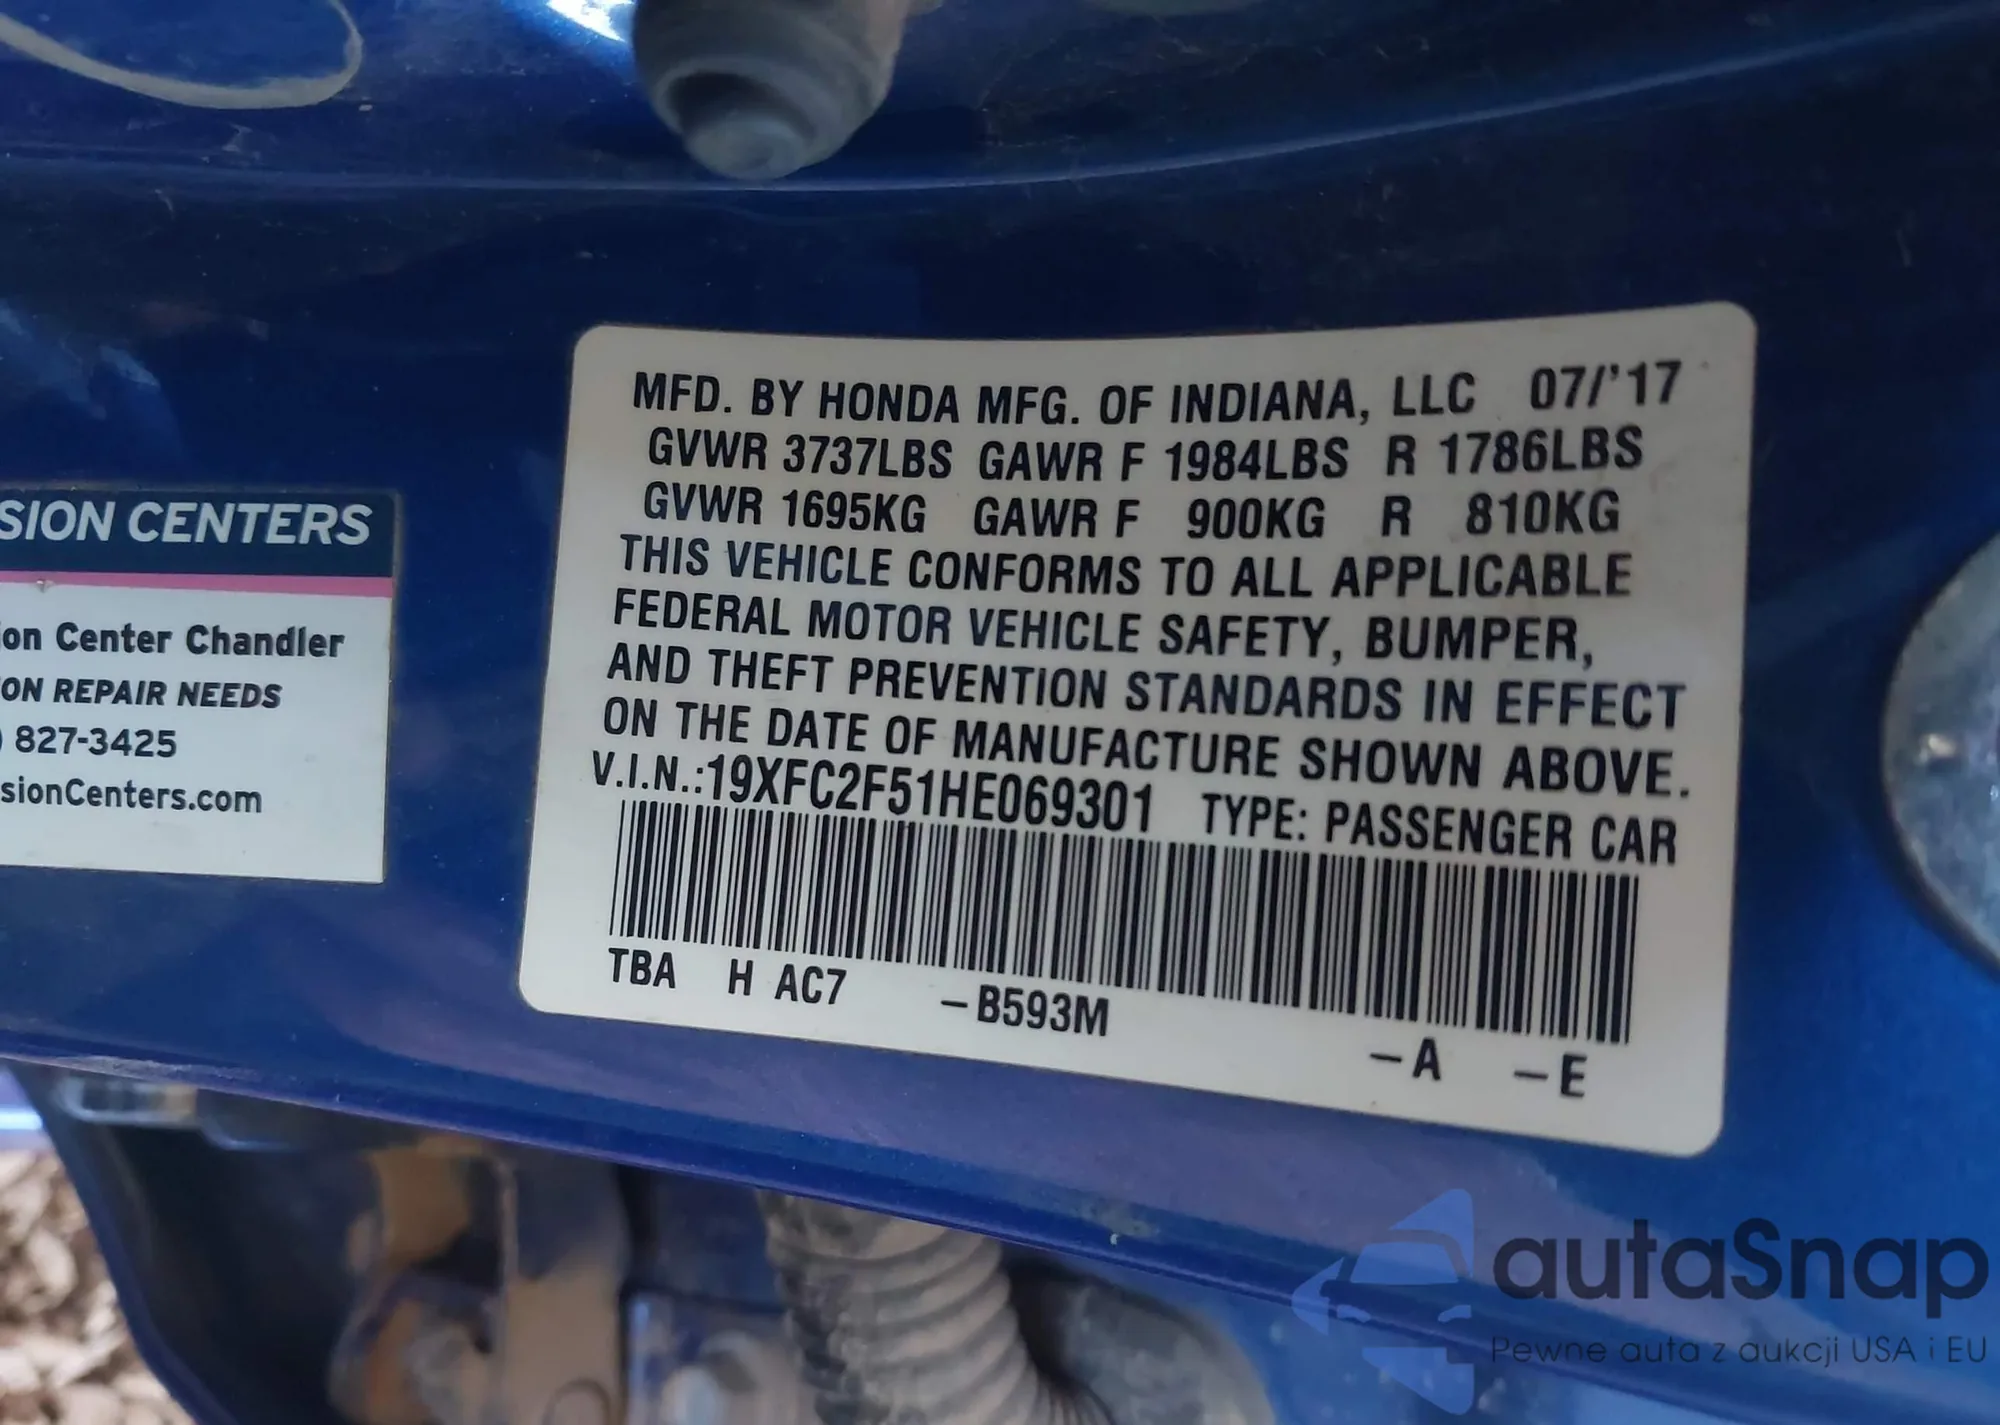 MFD. BY HONDA MFG. OF INDIANA, LLC 07/'17
GVWR 3737LBS GAWR F 1984LBS R 1786LBS
GVWR 1695KG GAWR F 900KG R 810KG
THIS VEHICLE CONFORMS TO ALL APPLICABLE
FEDERAL MOTOR VEHICLE SAFETY, BUMPER,
AND THEFT PREVENTION STANDARDS IN EFFECT
ON THE DATE OF MANUFACTURE SHOWN ABOVE.
V.I.N.:19XFC2F51HE069301 TYPE: PASSENGER CAR
TBA H AC7 –B593M –A –E
SION CENTERS
ion Center Chandler
ON REPAIR NEEDS
) 827-3425
sionCenters.com
autaSnap
Pewne auta z aukcji USA i EU